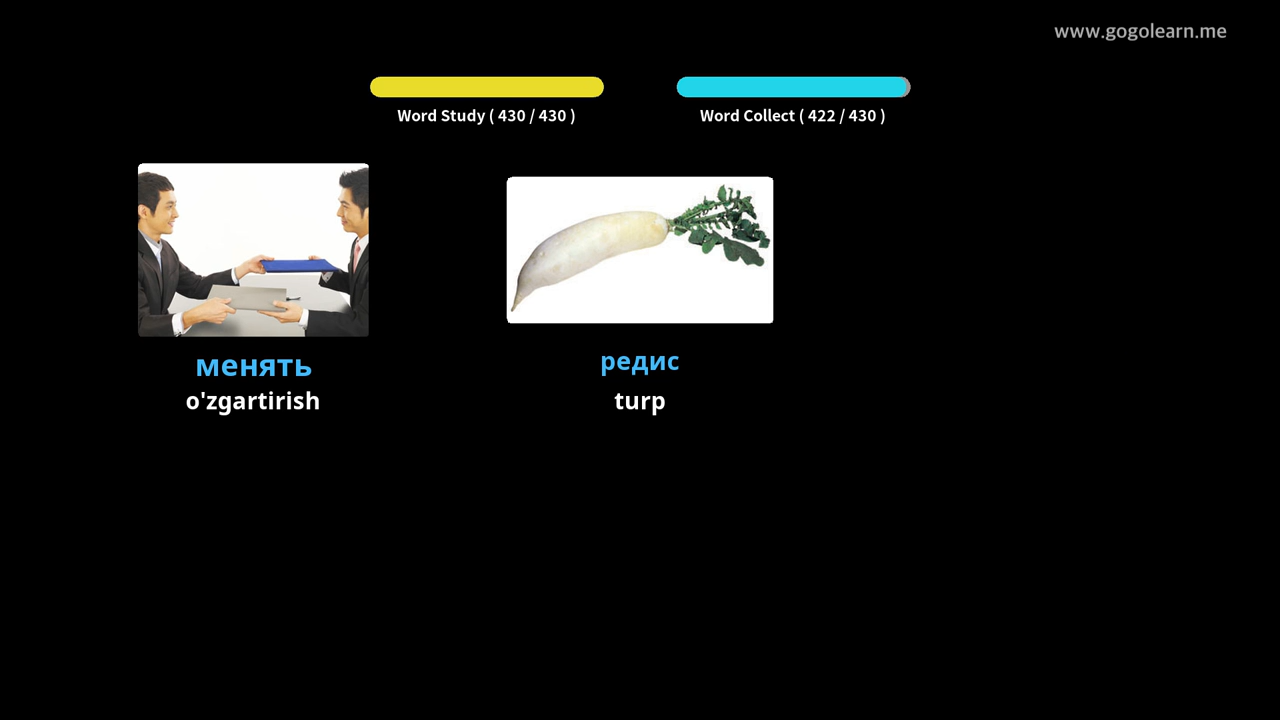 www.gogolearn.me
Word Study ( 430 / 430 )
Word Collect ( 422 / 430 )
менять
o'zgartirish
редис
turp